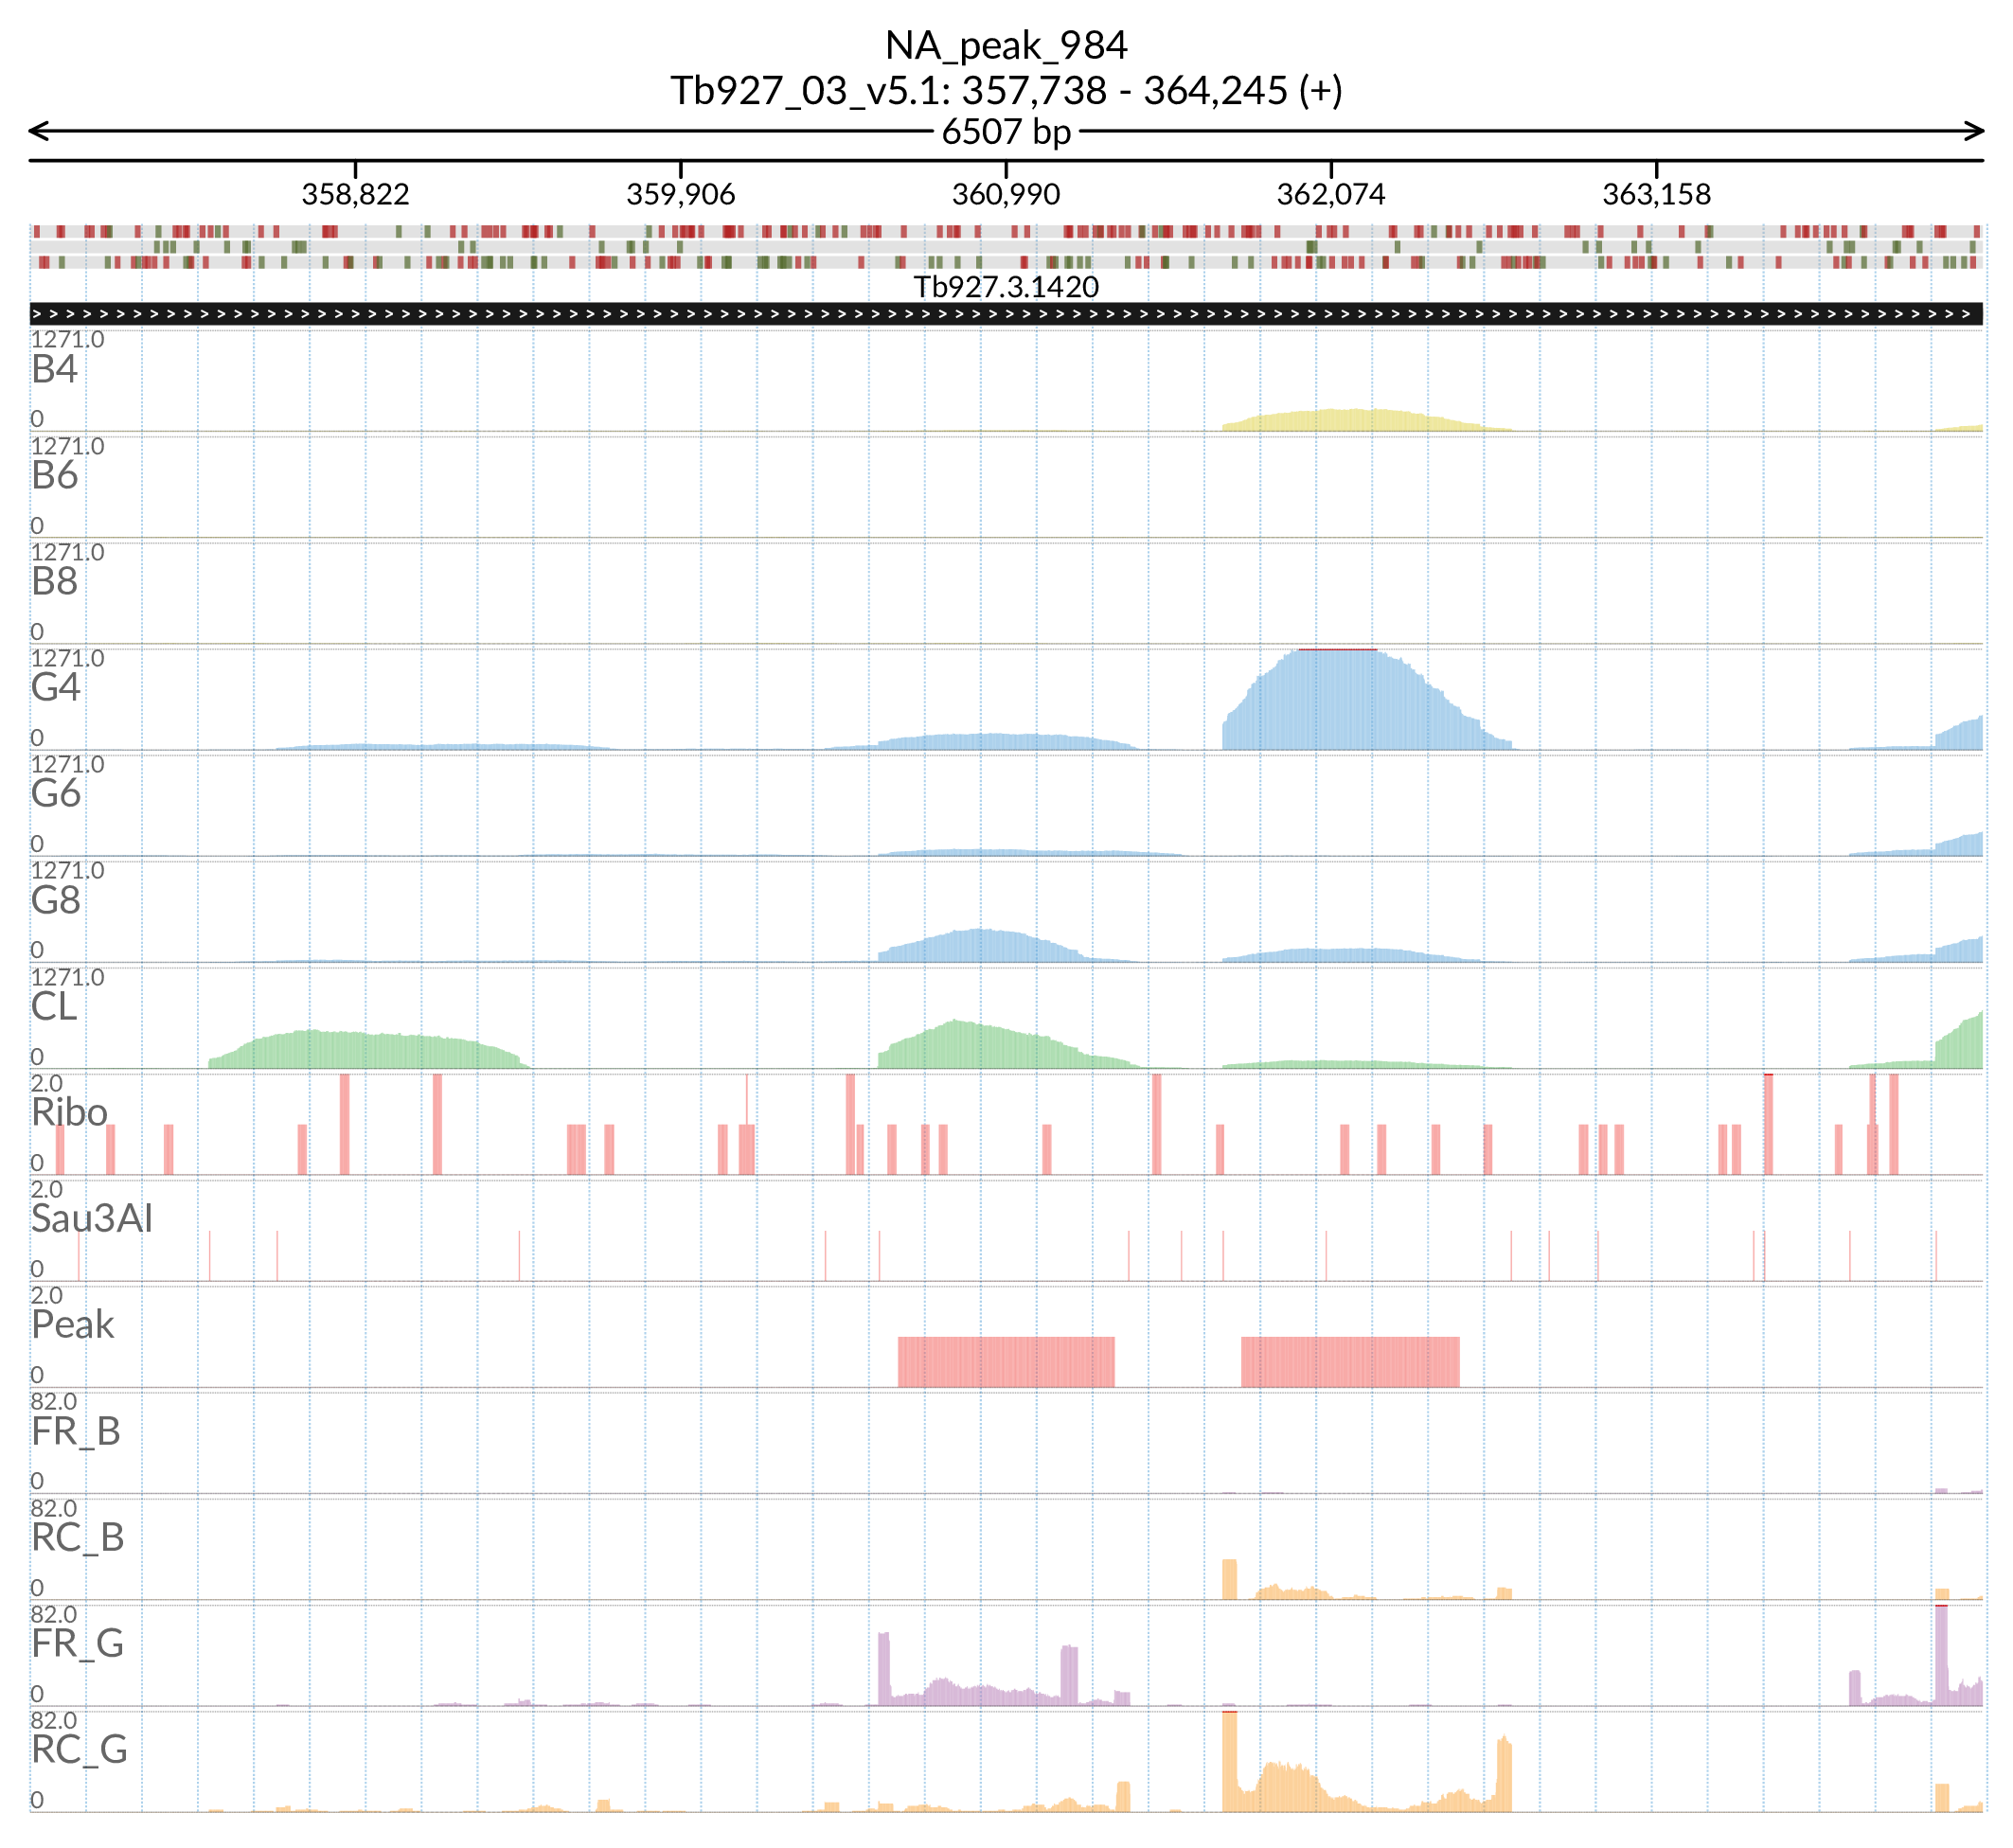 NA_peak_984
Tb927_03_v5.1: 357,738 - 364,245 (+)
6507 bp
358,822 359,906 360,990 362,074 363,158
Tb927.3.1420
1271.0
B4
0
1271.0
B6
0
1271.0
B8
0
1271.0
G4
0
1271.0
G6
0
1271.0
G8
0
1271.0
CL
0
2.0
Ribo
0
2.0
Sau3AI
0
2.0
Peak
0
82.0
FR_B
0
82.0
RC_B
0
82.0
FR_G
0
82.0
RC_G
0